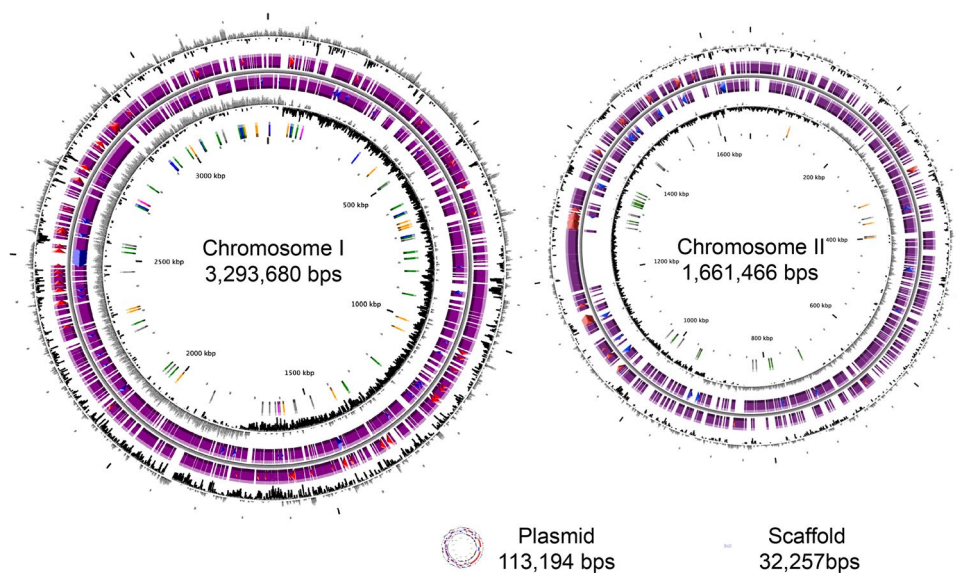 3000 kbp
500 kbp
Chromosome I
3,293,680 bps
2500 kbp
1000 kbp
2000 kbp
1500 kbp
1600 kbp
200 kbp
1400 kbp
Chromosome II
400 kbp
1,661,466 bps
1200 kbp
600 kbp
1000 kbp
800 kbp
Plasmid
113,194 bps
Scaffold
32,257bps